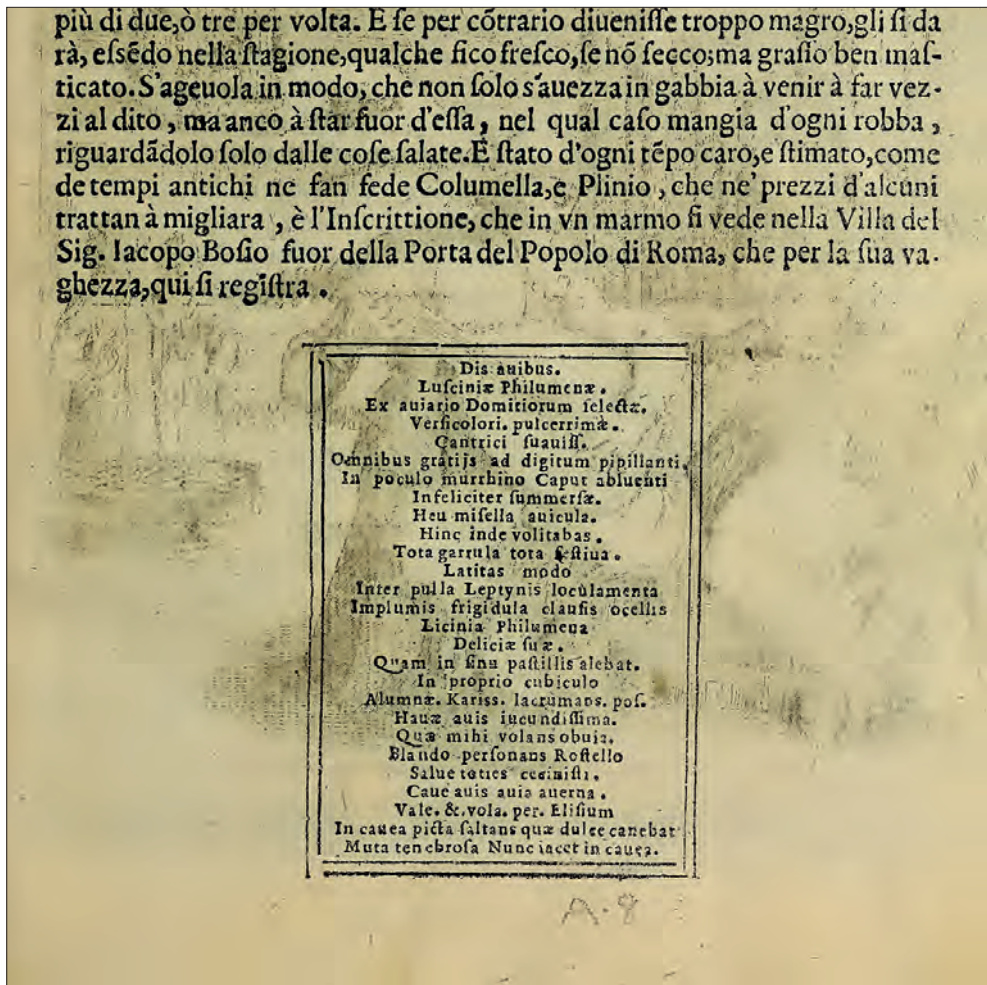 più di due,ò tre per volta. E ſe per cõtrario diueniſſe troppo magro,gli ſi da
rà, eſsẽdo nella ſtagione,qualche fico freſco,ſe nõ ſecco;ma graſſo ben maſ-
ticato. S'ageuola in modo, che non ſolo s'auezza in gabbia à venir à far vez-
zi al dito, ma anco à ſtar fuor d'eſſa, nel qual caſo mangia d'ogni robba,
riguardãdolo ſolo dalle coſe ſalate.E ſtato d'ogni tẽpo caro,e ſtimato,come
de tempi antichi ne fan fede Columella,e Plinio, che ne' prezzi d'alcuni
trattan à migliara, è l'Inſcrittione, che in vn marmo ſi vede nella Villa del
Sig. Iacopo Boſio fuor della Porta del Popolo di Roma, che per la ſua va-
ghezza,qui ſi regiſtra.
Dis auibus.
Luſciniæ Philumenæ.
Ex auiario Domitiorum ſelectæ.
Verſicolori. pulcerrimæ.
Cantrici ſuauiſſ.
Omnibus gratijs ad digitum pipillanti,
In poculo murrhino Caput abluenti
Infeliciter ſummerſæ.
Heu miſella auicula.
Hinc inde volitabas.
Tota garrula tota feſtiua.
Latitas modo
Inter pulla Leptynis loculamenta
Implumis frigidula clauſis ocellis
Licinia Philumena
Deliciæ ſuæ.
Quam in ſinu paſtillis alebat.
In proprio cubiculo
Alumnæ. Kariss. lacrumans. poſ.
Hauæ auis iucundiſſima.
Quæ mihi volans obuia.
Blando perſonans Roſtello
Salue toties cecinisti.
Caue auis auia auerna.
Vale. &. vola. per. Eliſium
In cauea picta ſaltans quæ dulce canebat
Muta tenebroſa Nunc iacet in cauea.
A.8